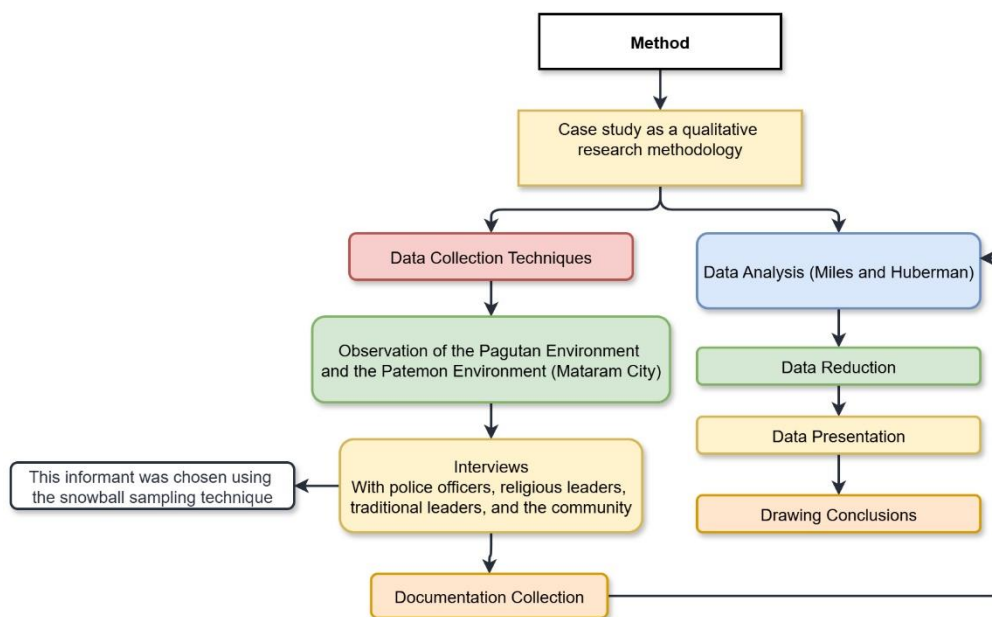 Method
Case study as a qualitative
research methodology
Data Collection Techniques
Data Analysis (Miles and Huberman)
Observation of the Pagutan Environment
and the Patemon Environment (Mataram City)
Data Reduction
Data Presentation
Interviews
With police officers, religious leaders,
traditional leaders, and the community
This informant was chosen using
the snowball sampling technique
Drawing Conclusions
Documentation Collection